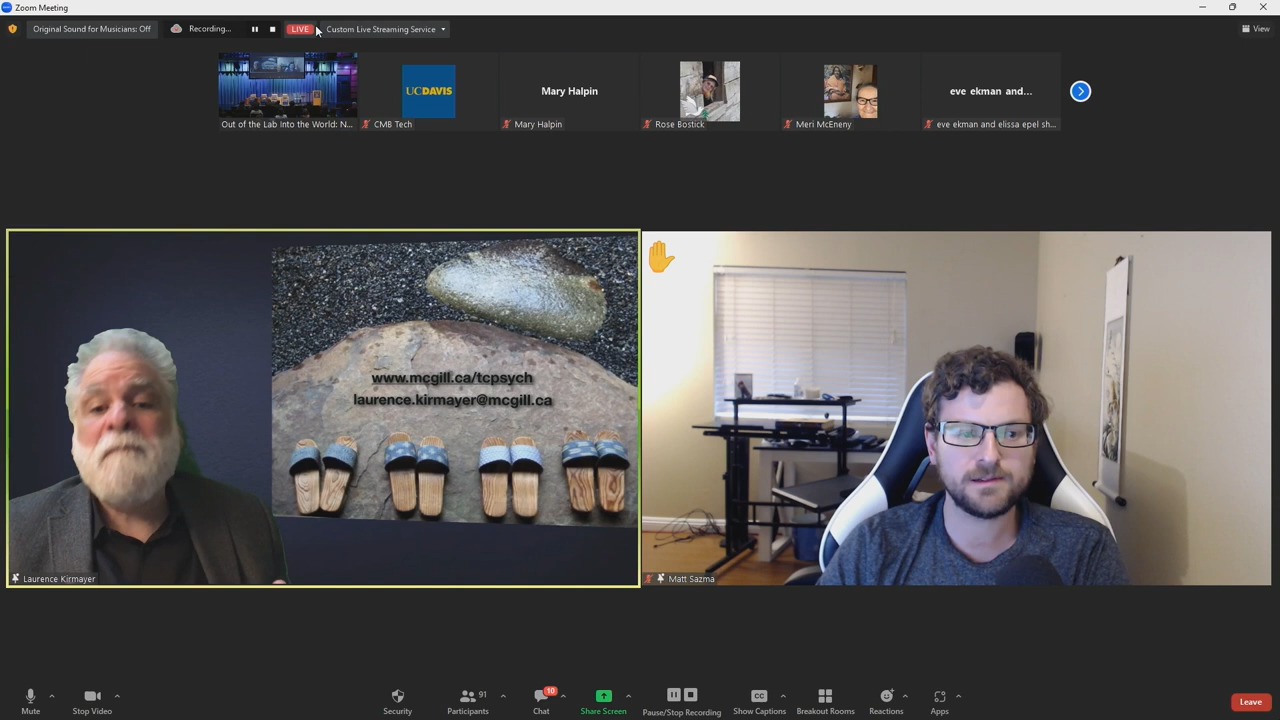 Zoom Meeting
Original Sound for Musicians: Off
Recording...
LIVE
Custom Live Streaming Service
View
UCDAVIS
Mary Halpin
eve ekman and...
Out of the Lab Into the World: N...
CMB Tech
Mary Halpin
Rose Bostick
Meri McEneny
eve ekman and elissa epel sh...
www.mcgill.ca/tcpsych
laurence.kirmayer@mcgill.ca
Laurence Kirmayer
Matt Sazma
Mute
Stop Video
Security
91
Participants
10
Chat
Share Screen
Pause/Stop Recording
CC
Show Captions
Breakout Rooms
Reactions
Apps
Leave